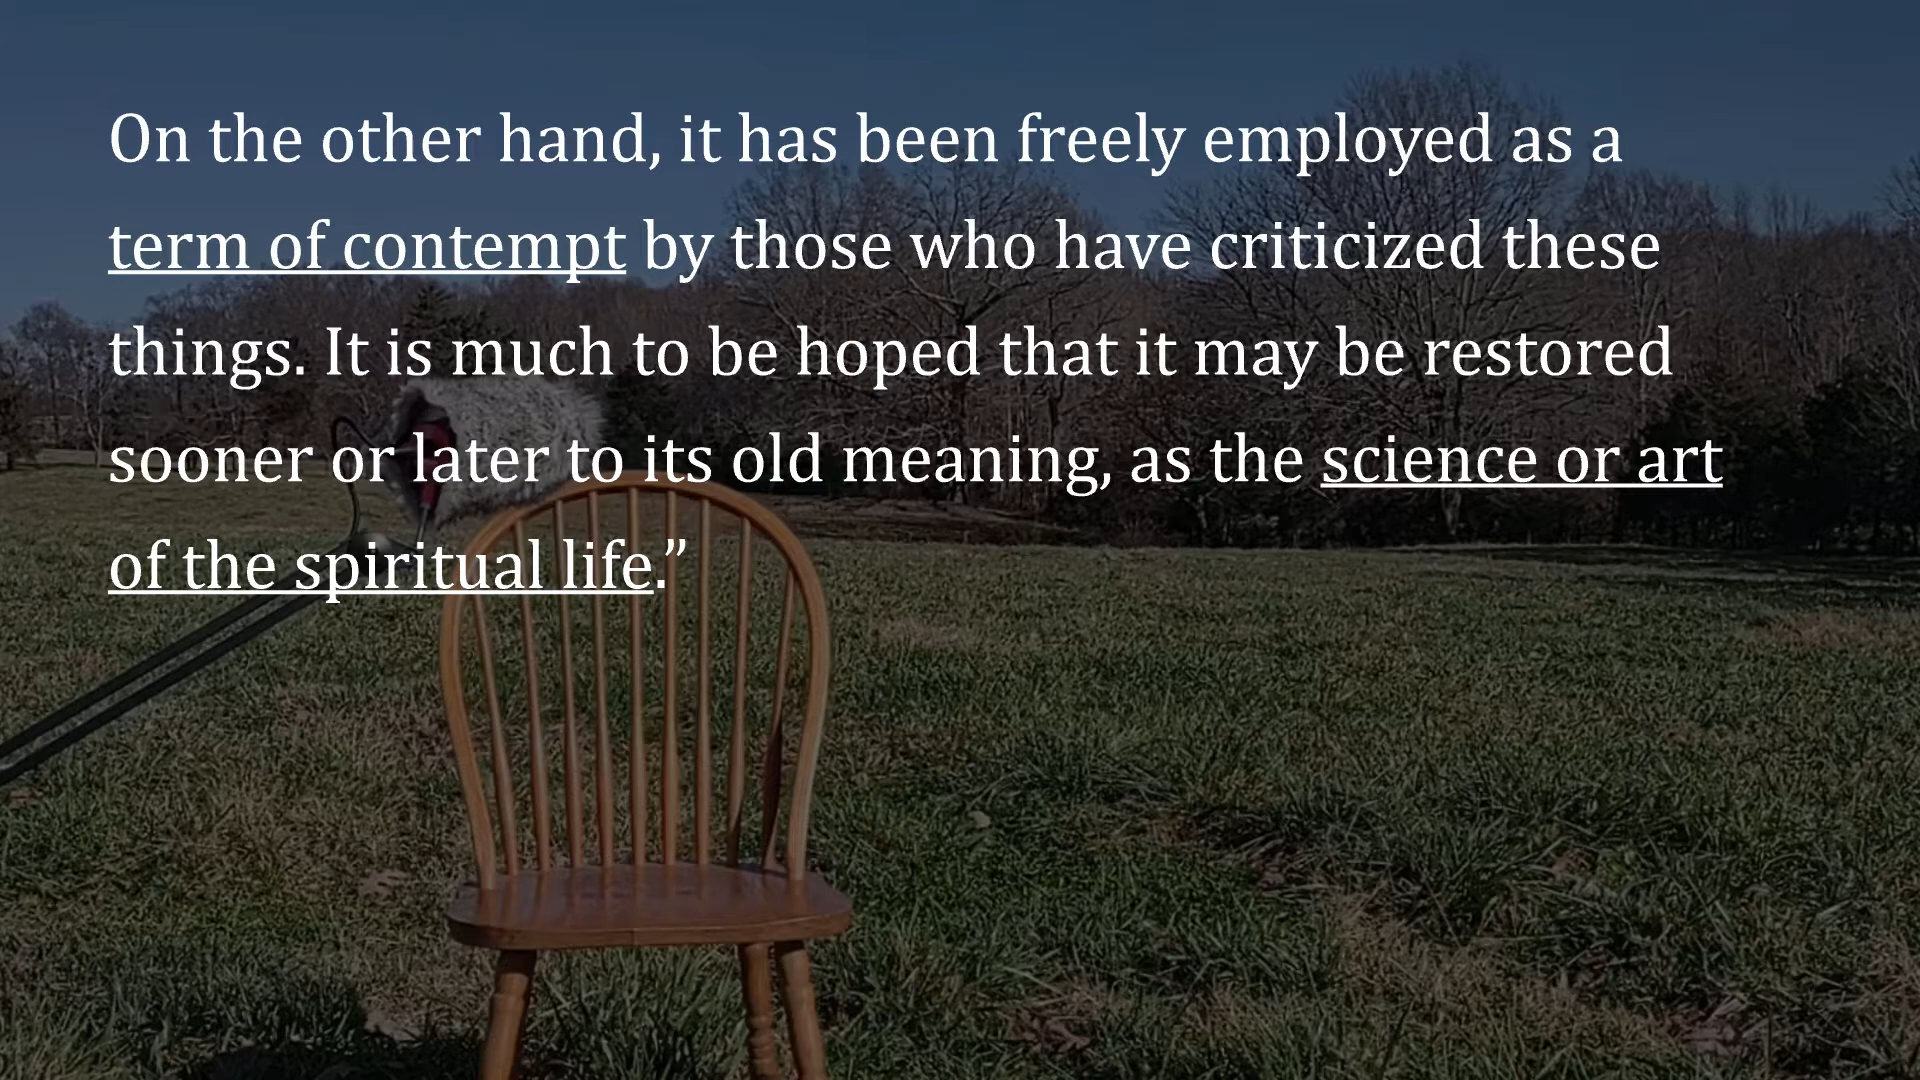 On the other hand, it has been freely employed as a
term of contempt by those who have criticized these
things. It is much to be hoped that it may be restored
sooner or later to its old meaning, as the science or art
of the spiritual life.”